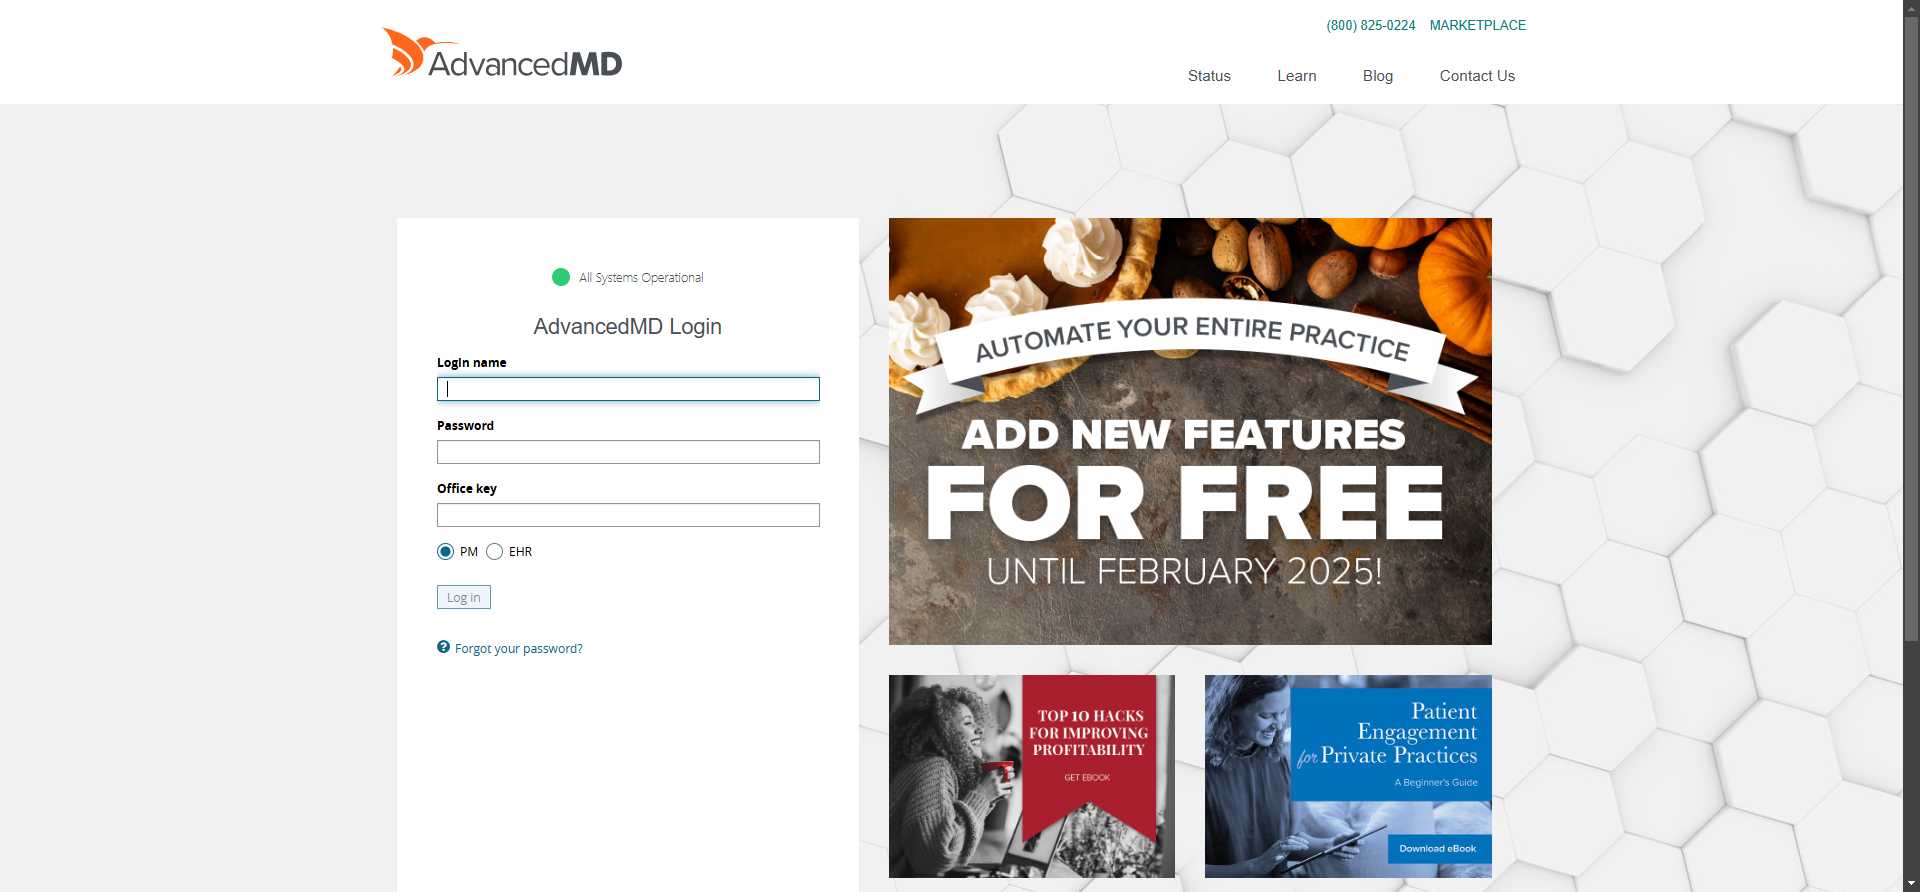 (800) 825-0224 MARKETPLACE
AdvancedMD
Status Learn Blog Contact Us
All Systems Operational
AdvancedMD Login
Login name
Password
Office key
PM EHR
Log in
Forgot your password?
AUTOMATE YOUR ENTIRE PRACTICE
ADD NEW FEATURES
FOR FREE
UNTIL FEBRUARY 2025!
TOP 10 HACKS
FOR IMPROVING
PROFITABILITY
GET EBOOK
Patient
Engagement
for Private Practices
A Beginner's Guide
Download eBook